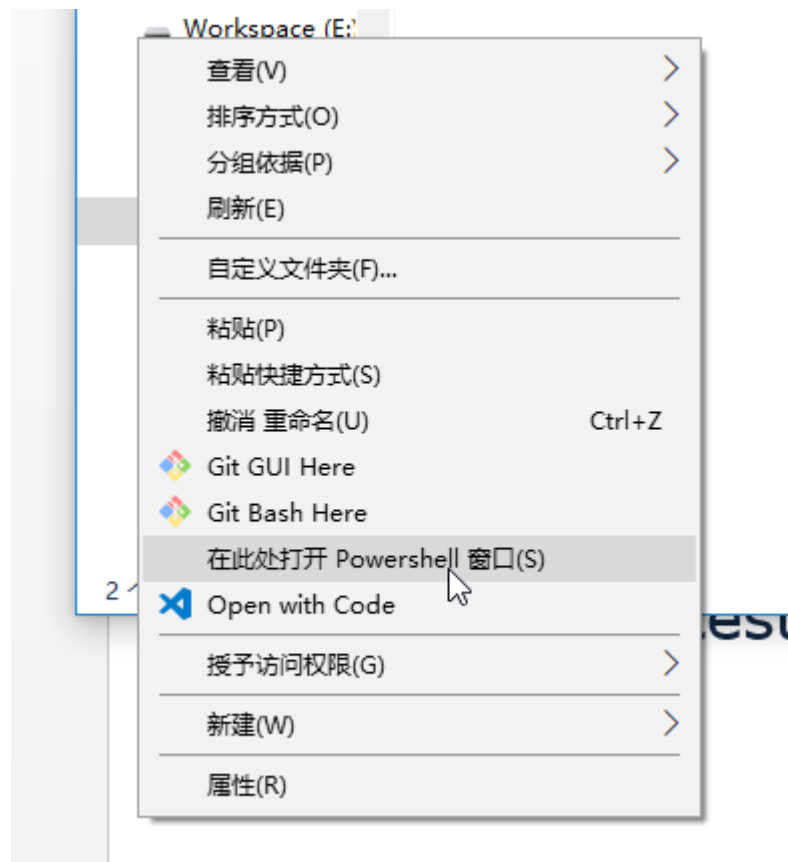 Workspace (E:)
查看(V)
排序方式(O)
分组依据(P)
刷新(E)
自定义文件夹(F)...
粘贴(P)
粘贴快捷方式(S)
撤消 重命名(U) Ctrl+Z
Git GUI Here
Git Bash Here
在此处打开 Powershell 窗口(S)
2
Open with Code
授予访问权限(G)
新建(W)
属性(R)